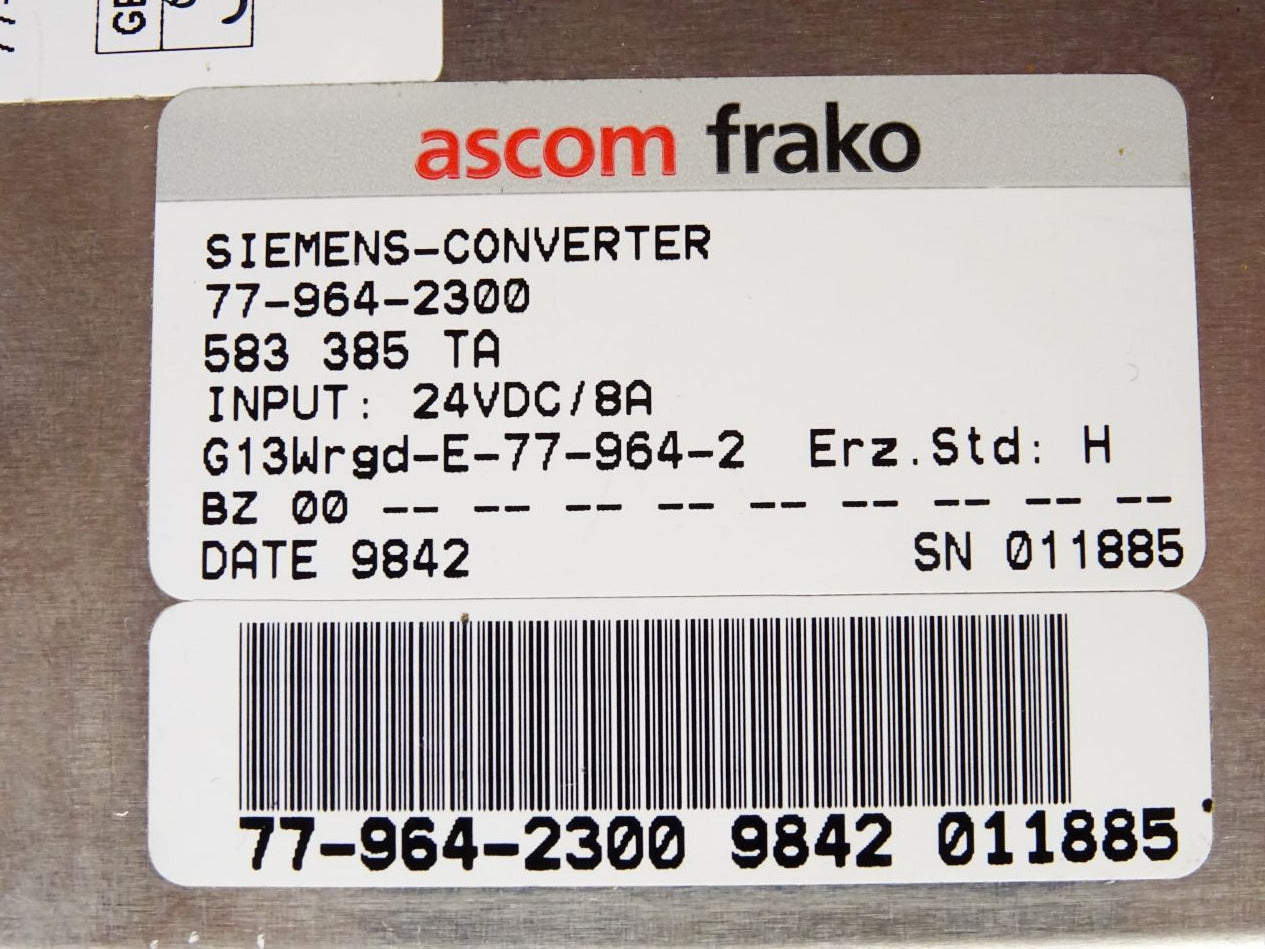 ascom frako
SIEMENS-CONVERTER
77-964-2300
583 385 TA
INPUT: 24VDC/8A
G13Wrgd-E-77-964-2 Erz.Std: H
BZ 00 -- -- -- -- -- -- -- -- --
DATE 9842 SN 011885
77-964-2300 9842 011885